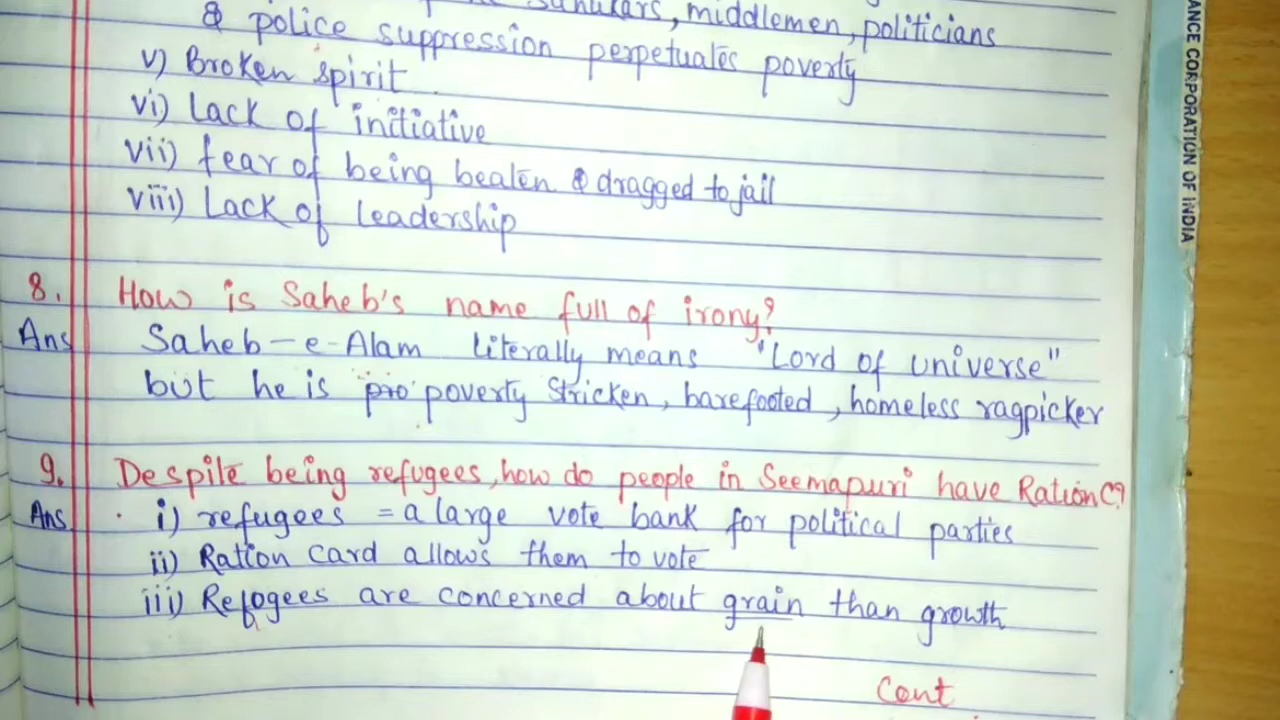 Sahukars, middlemen, politicians
& police suppression perpetuates poverty
v) Broken spirit
vi) Lack of initiative
vii) fear of being beaten & dragged to jail
viii) Lack of leadership
8. How is Saheb's name full of irony?
Ans Saheb-e-Alam literally means "Lord of universe"
but he is pro poverty stricken, barefooted, homeless ragpicker
9. Despite being refugees, how do people in Seemapuri have Ration C?
Ans i) refugees = a large vote bank for political parties
ii) Ration card allows them to vote
iii) Refogees are concerned about grain than growth
Cont
ANCE CORPORATION OF INDIA